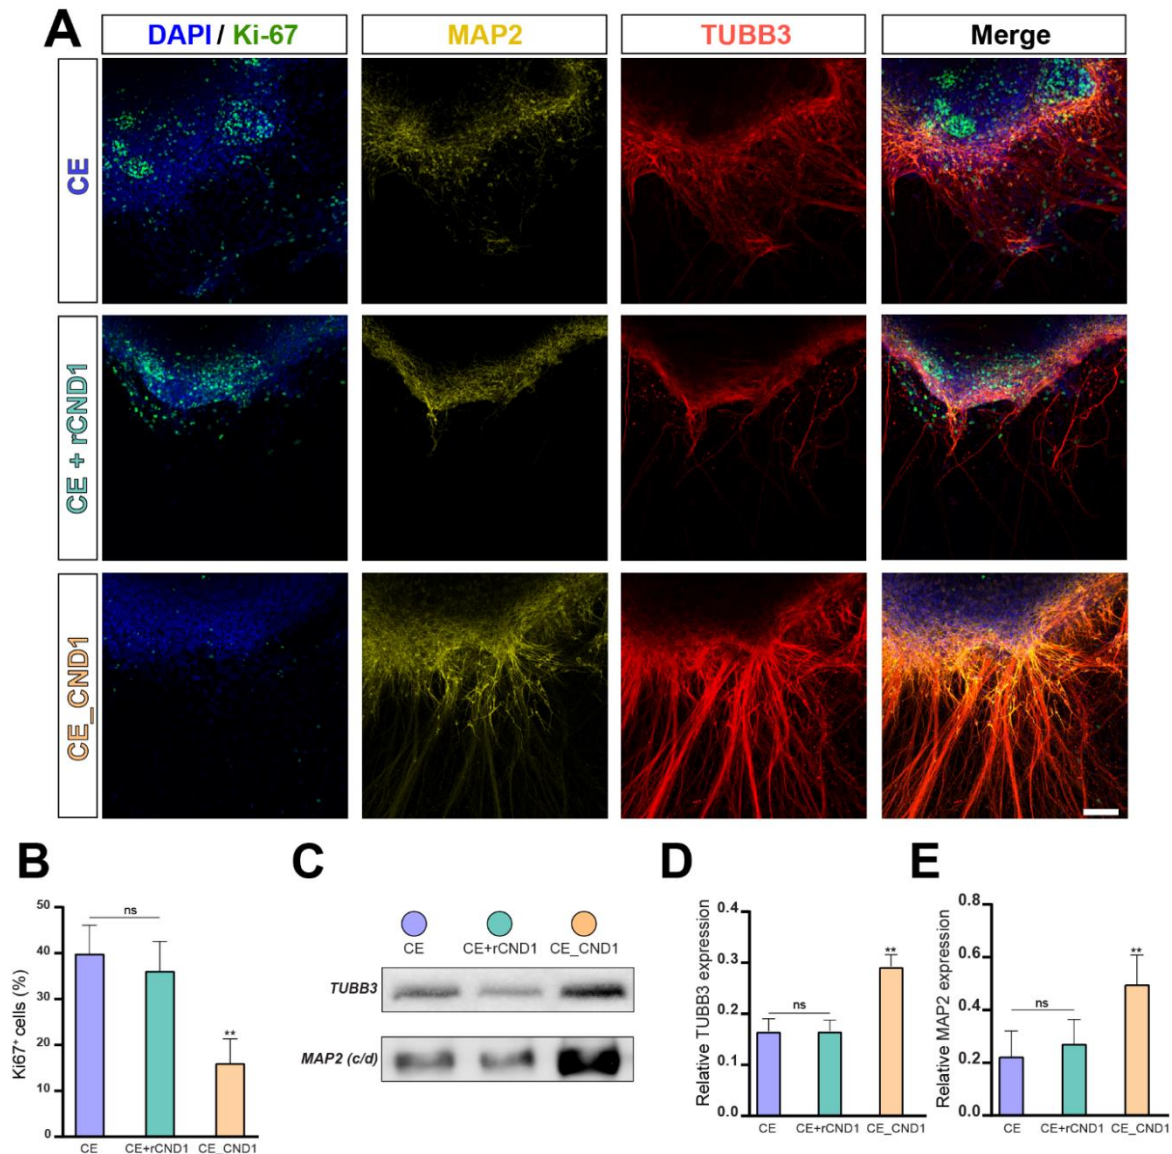 A
DAPI / Ki-67
MAP2
TUBB3
Merge
CE
CE + rCND1
CE_CND1
B
Ki67+ cells (%)
50
40
30
20
10
0
ns
**
CE
CE+rCND1
CE_CND1
C
CE
CE+rCND1
CE_CND1
TUBB3
MAP2 (c/d)
D
Relative TUBB3 expression
0.4
0.3
0.2
0.1
0.0
ns
**
CE
CE+rCND1
CE_CND1
E
Relative MAP2 expression
0.8
0.6
0.4
0.2
0.0
ns
**
CE
CE+rCND1
CE_CND1